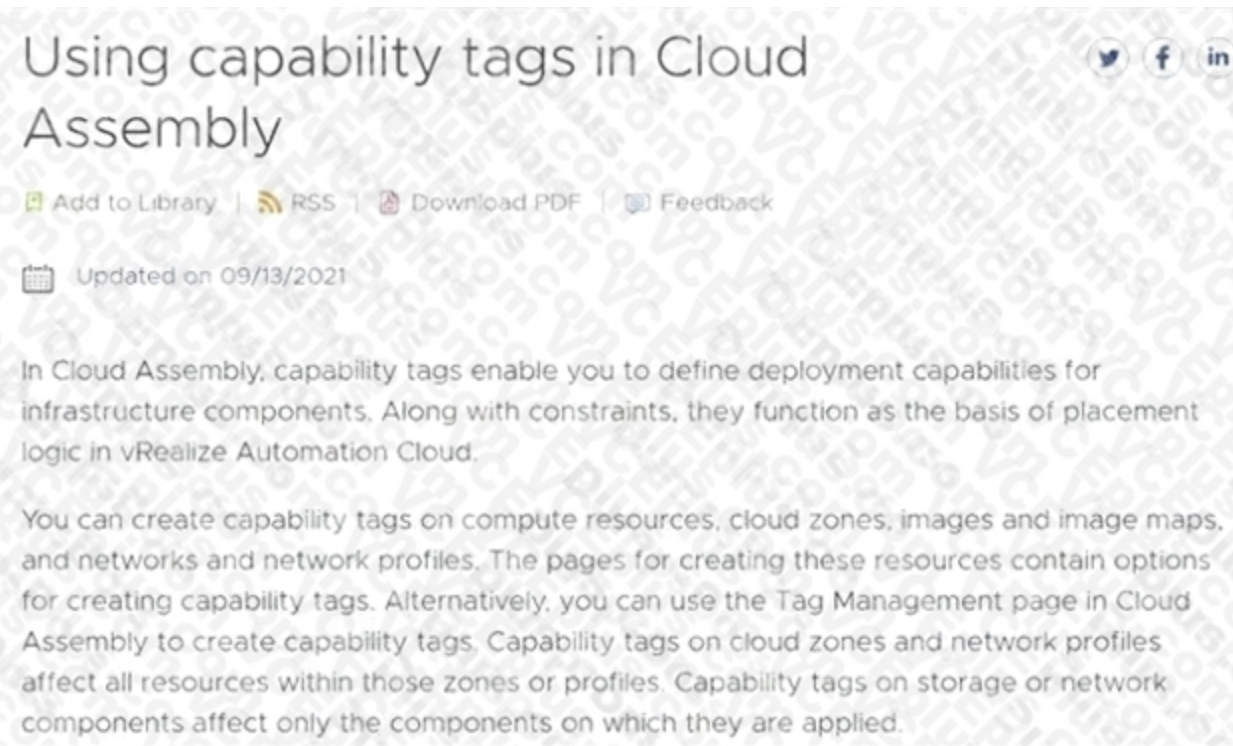 Using capability tags in Cloud
Assembly
Add to Library | RSS | Download PDF | Feedback
Updated on 09/13/2021
In Cloud Assembly, capability tags enable you to define deployment capabilities for
infrastructure components. Along with constraints, they function as the basis of placement
logic in vRealize Automation Cloud.
You can create capability tags on compute resources, cloud zones, images and image maps,
and networks and network profiles. The pages for creating these resources contain options
for creating capability tags. Alternatively, you can use the Tag Management page in Cloud
Assembly to create capability tags. Capability tags on cloud zones and network profiles
affect all resources within those zones or profiles. Capability tags on storage or network
components affect only the components on which they are applied.